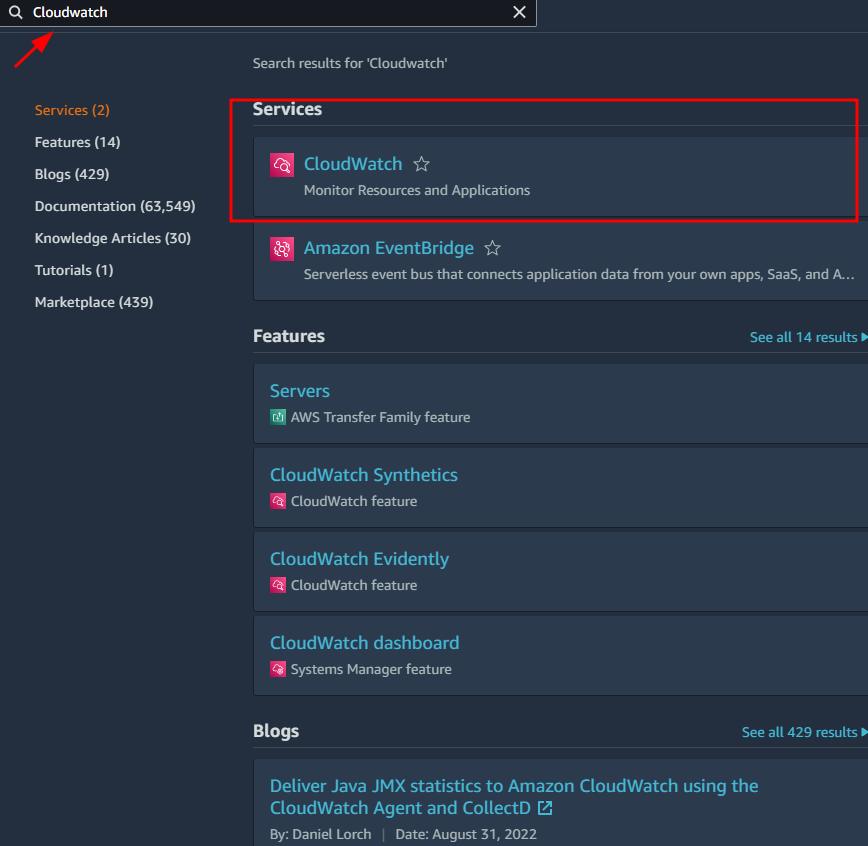 Cloudwatch
Search results for 'Cloudwatch'
Services (2)
Features (14)
Blogs (429)
Documentation (63,549)
Knowledge Articles (30)
Tutorials (1)
Marketplace (439)
Services
CloudWatch
Monitor Resources and Applications
Amazon EventBridge
Serverless event bus that connects application data from your own apps, SaaS, and A...
Features
See all 14 results
Servers
AWS Transfer Family feature
CloudWatch Synthetics
CloudWatch feature
CloudWatch Evidently
CloudWatch feature
CloudWatch dashboard
Systems Manager feature
Blogs
See all 429 results
Deliver Java JMX statistics to Amazon CloudWatch using the
CloudWatch Agent and CollectD
By: Daniel Lorch | Date: August 31, 2022